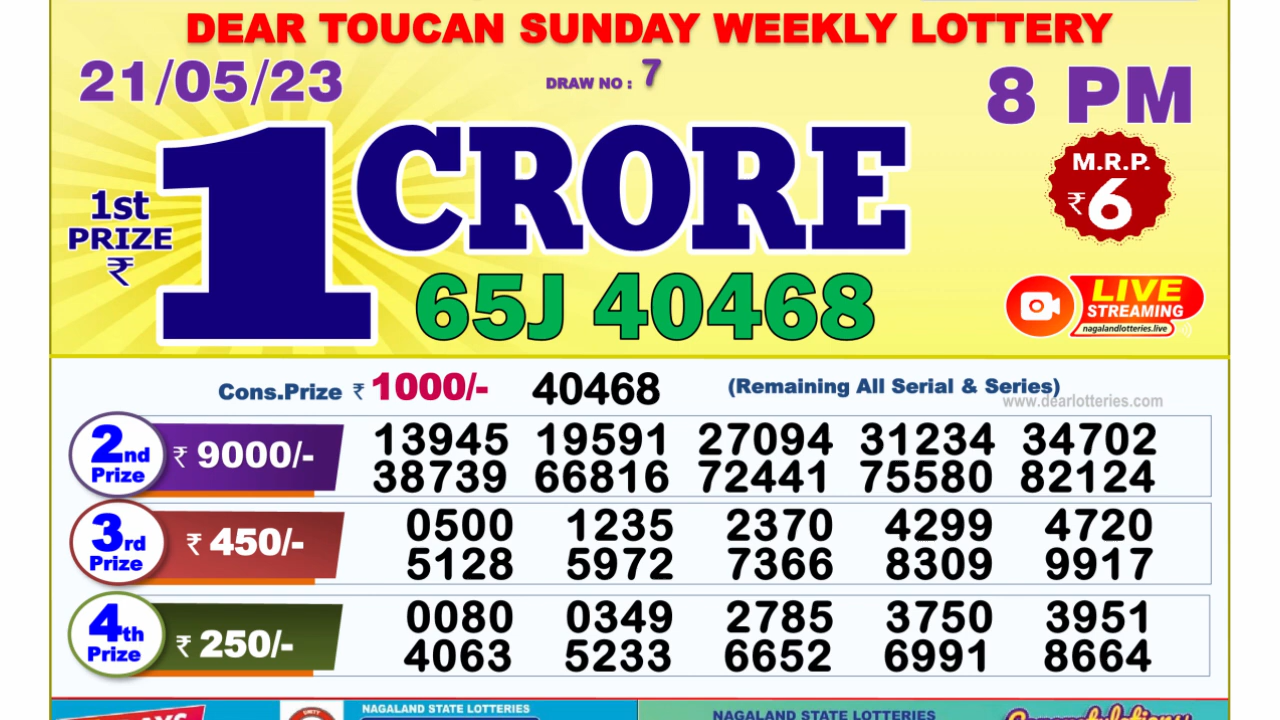 DEAR TOUCAN SUNDAY WEEKLY LOTTERY
21/05/23
DRAW NO : 7
8 PM
1st
PRIZE
₹
1 CRORE
M.R.P.
₹6
65J 40468
LIVE
STREAMING
nagalandlotteries.live
Cons.Prize ₹ 1000/- 40468 (Remaining All Serial & Series)
www.dearlotteries.com
2nd
Prize
₹ 9000/-
13945 19591 27094 31234 34702
38739 66816 72441 75580 82124
3rd
Prize
₹ 450/-
0500 1235 2370 4299 4720
5128 5972 7366 8309 9917
4th
Prize
₹ 250/-
0080 0349 2785 3750 3951
4063 5233 6652 6991 8664
NAGALAND STATE LOTTERIES
NAGALAND STATE LOTTERIES
Congratulations